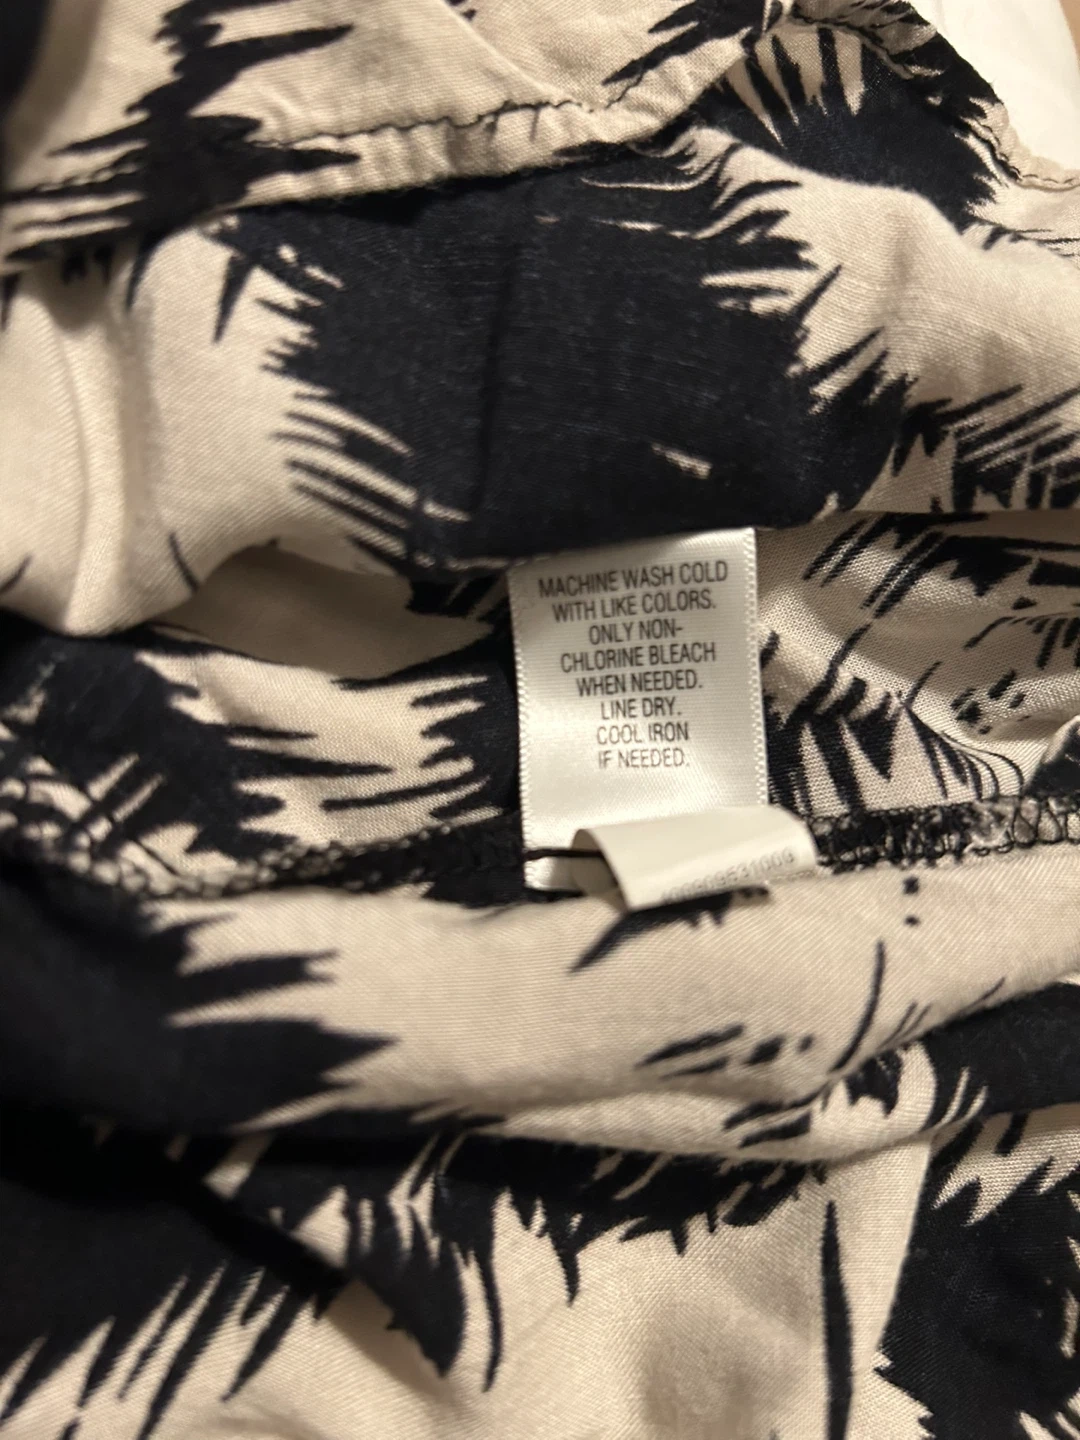 MACHINE WASH COLD
WITH LIKE COLORS.
ONLY NON-
CHLORINE BLEACH
WHEN NEEDED.
LINE DRY.
COOL IRON
IF NEEDED.